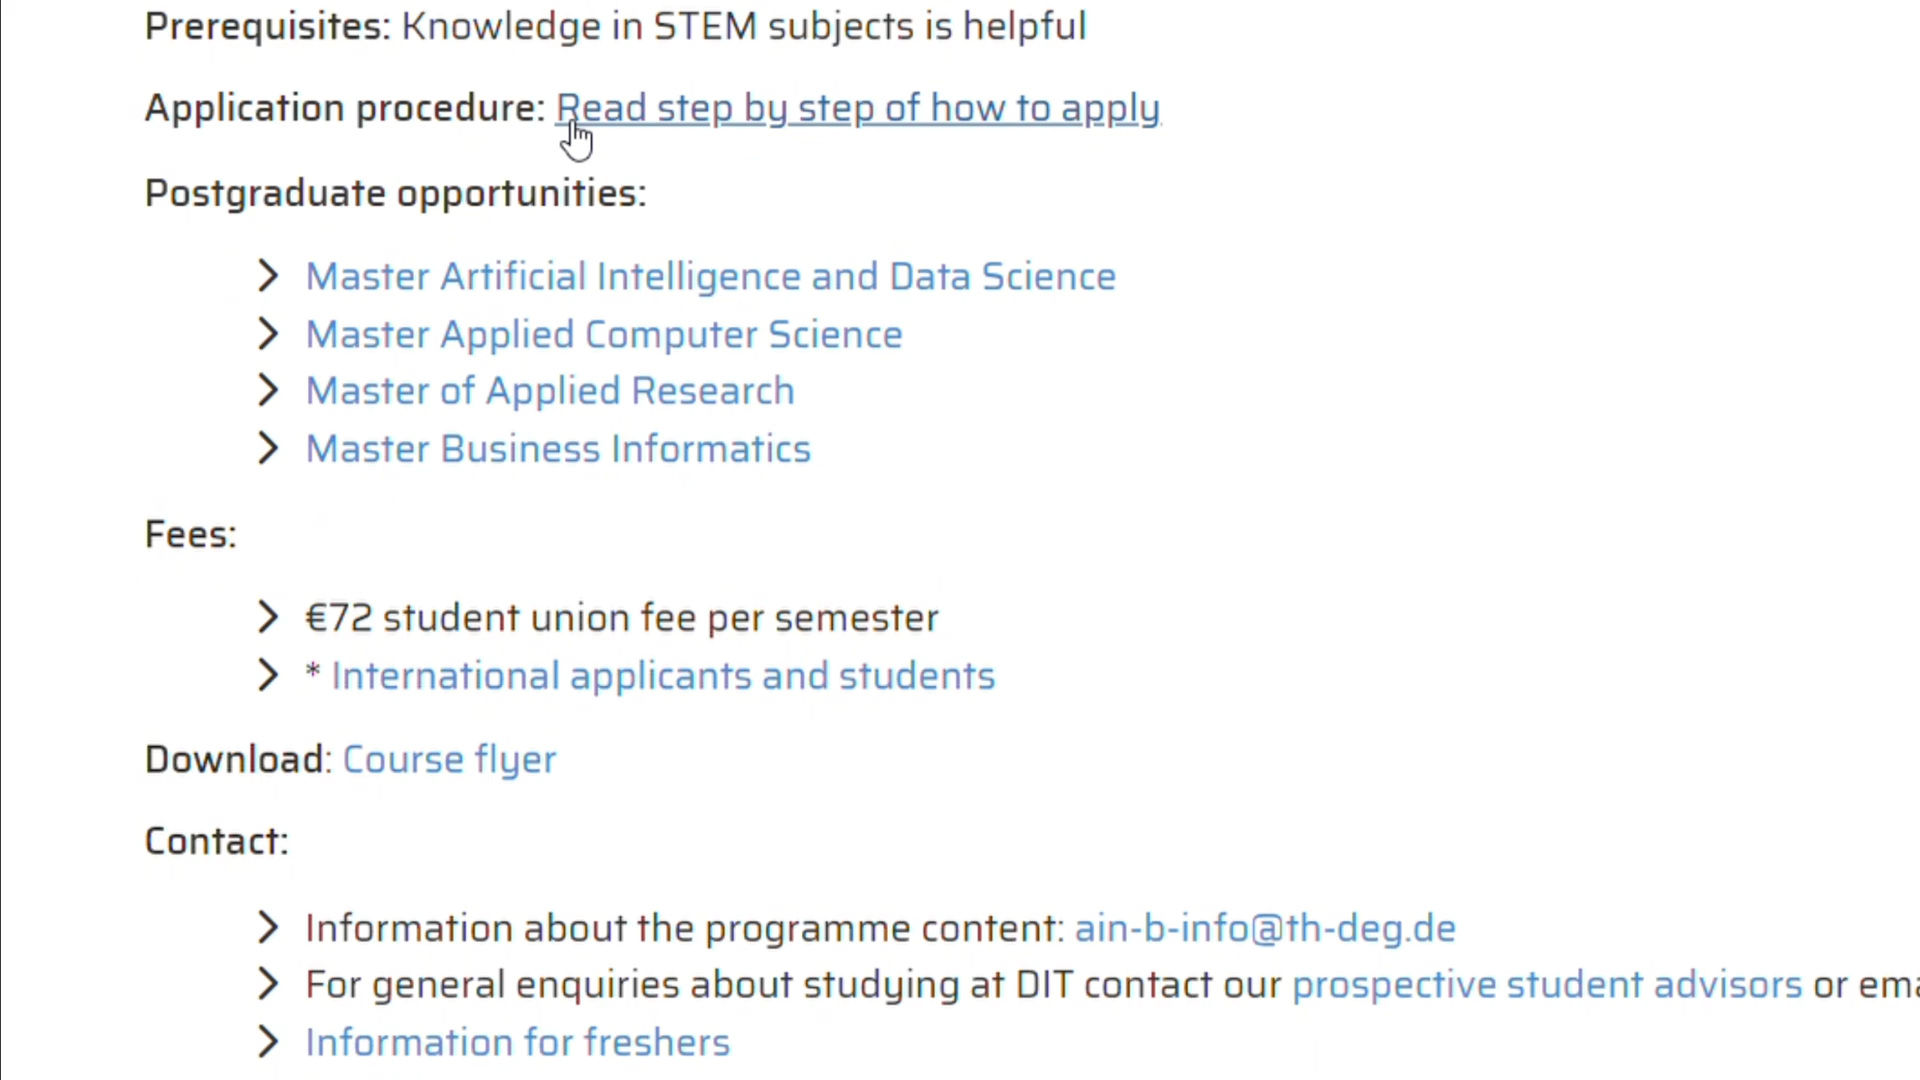 Prerequisites: Knowledge in STEM subjects is helpful
Application procedure: Read step by step of how to apply
Postgraduate opportunities:
Master Artificial Intelligence and Data Science
Master Applied Computer Science
Master of Applied Research
Master Business Informatics
Fees:
€72 student union fee per semester
* International applicants and students
Download: Course flyer
Contact:
Information about the programme content: ain-b-info@th-deg.de
For general enquiries about studying at DIT contact our prospective student advisors or
Information for freshers